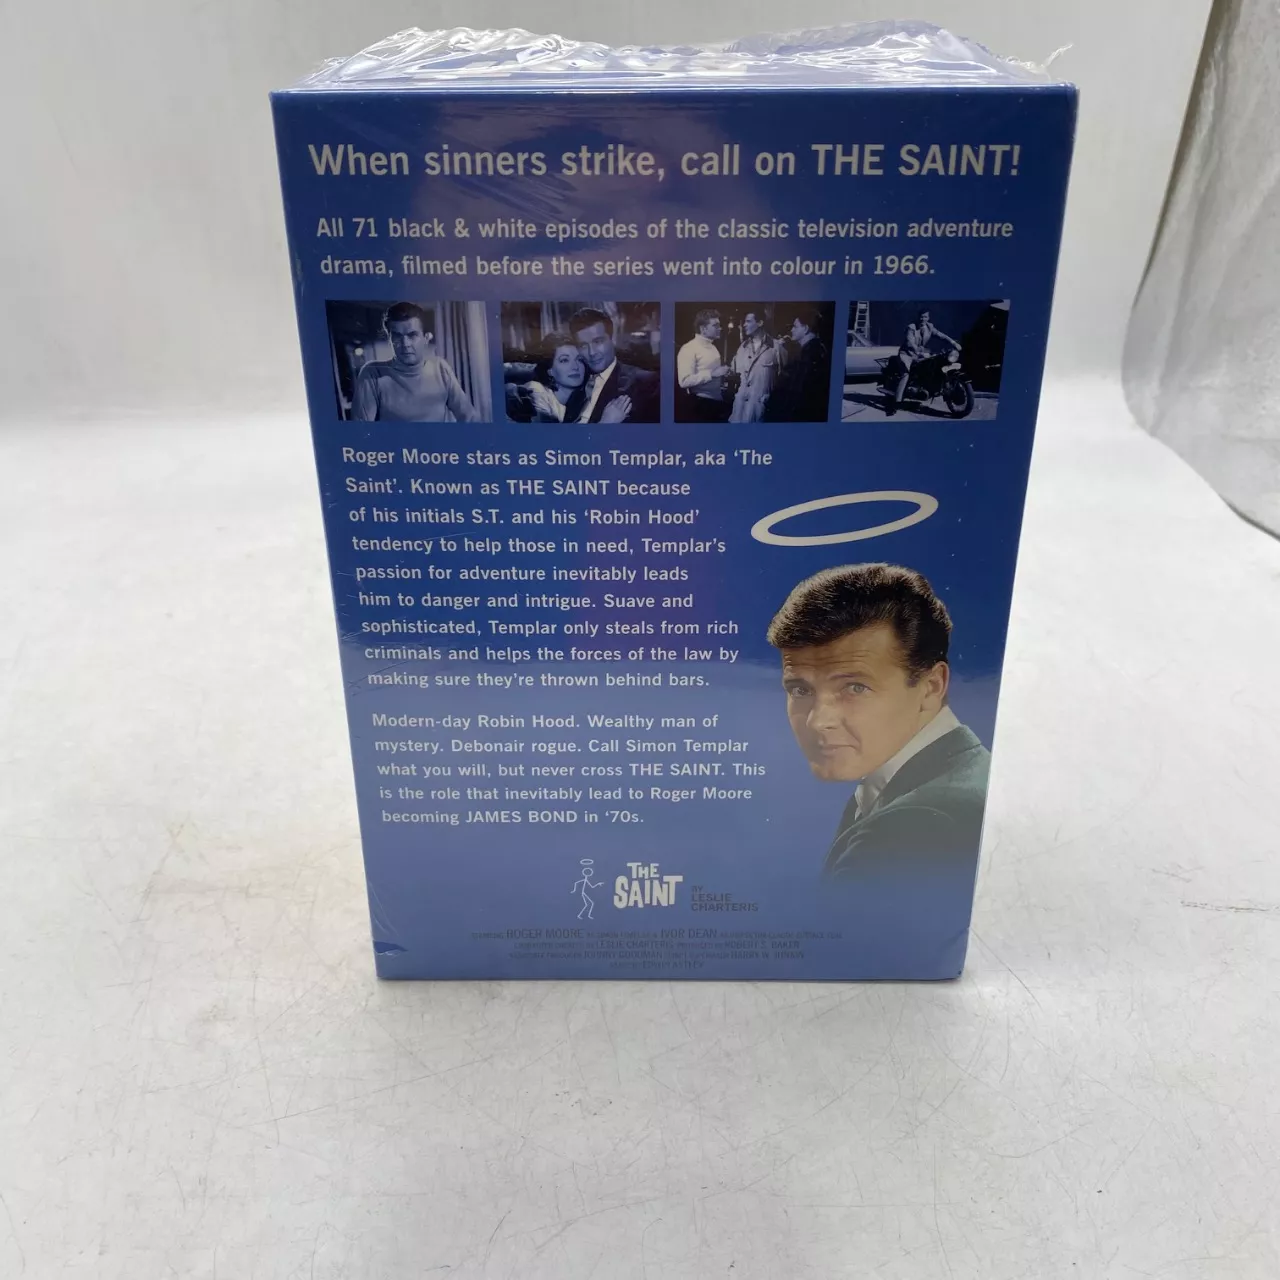 When sinners strike, call on THE SAINT!
All 71 black & white episodes of the classic television adventure
drama, filmed before the series went into colour in 1966.
Roger Moore stars as Simon Templar, aka ‘The
Saint’. Known as THE SAINT because
of his initials S.T. and his ‘Robin Hood’
tendency to help those in need, Templar’s
passion for adventure inevitably leads
him to danger and intrigue. Suave and
sophisticated, Templar only steals from rich
criminals and helps the forces of the law by
making sure they’re thrown behind bars.
Modern-day Robin Hood. Wealthy man of
mystery. Debonair rogue. Call Simon Templar
what you will, but never cross THE SAINT. This
is the role that inevitably lead to Roger Moore
becoming JAMES BOND in ‘70s.
THE
SAINT
BY
LESLIE
CHARTERIS
ROGER MOORE IVOR DEAN
LESLIE CHARTERIS ROBERT S. BAKER
JOHNNY GOODMAN